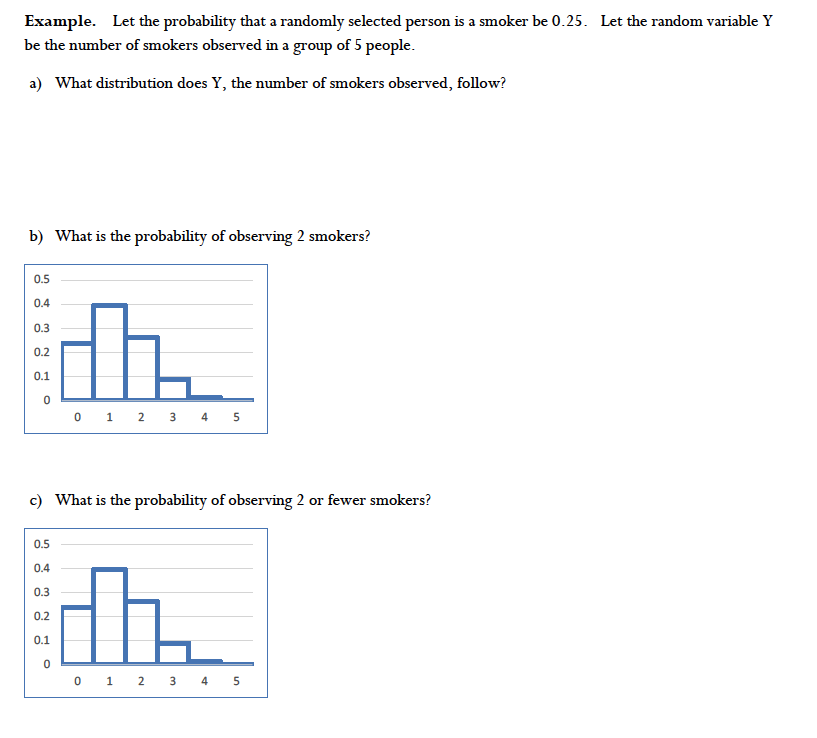 Example. Let the probability that a randomly selected person is a smoker be 0.25. Let the random variable Y
be the number of smokers observed in a group of 5 people.
a) What distribution does Y, the number of smokers observed, follow?
b) What is the probability of observing 2 smokers?
0.5
0.4
0.3
0.2
0.1
0
0 1 2 3 4 5
c) What is the probability of observing 2 or fewer smokers?
0.5
0.4
0.3
0.2
0.1
0
0 1 2 3 4 5